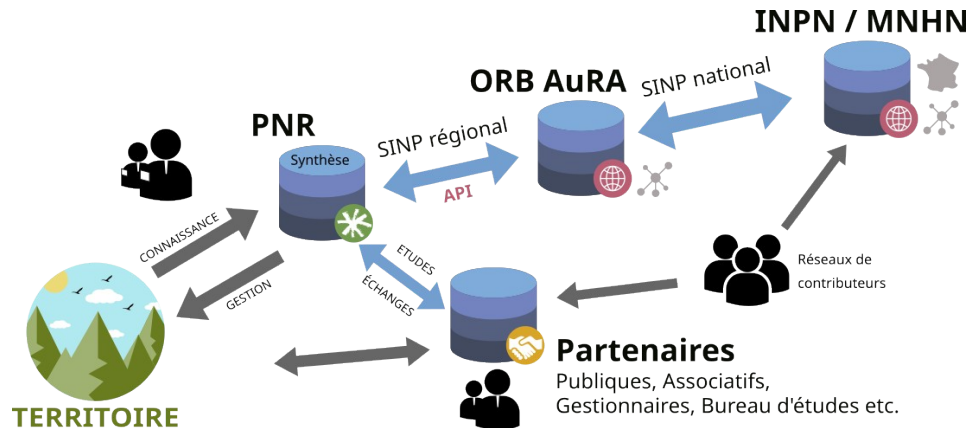 INPN / MNHN
SINP national
ORB AuRA
PNR
SINP régional
Synthèse
API
CONNAISSANCE
GESTION
ETUDES
ÉCHANGES
Réseaux de
contributeurs
Partenaires
Publiques, Associatifs,
Gestionnaires, Bureau d'études etc.
TERRITOIRE